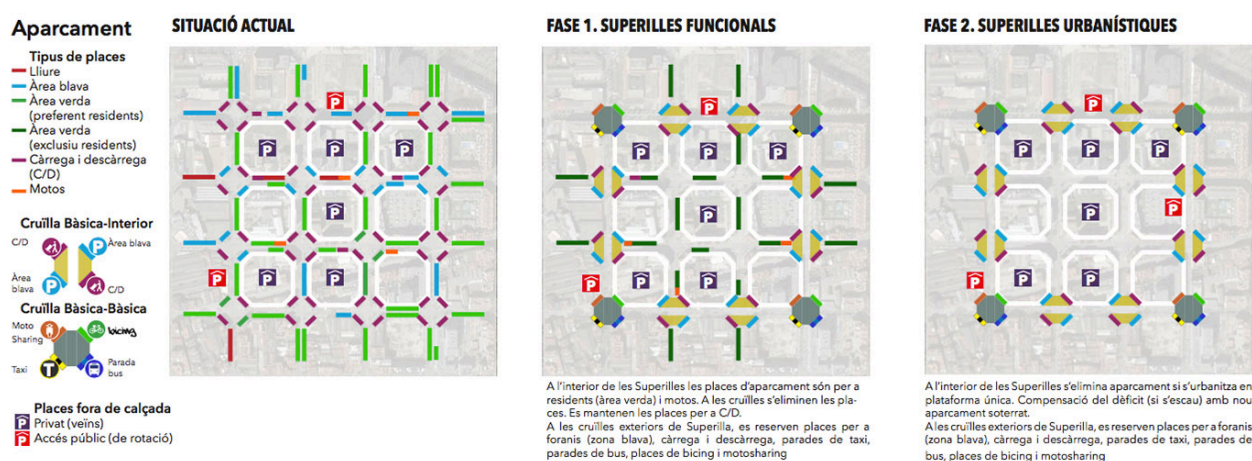 Aparcament
Tipus de places
Lliure
Àrea blava
Àrea verda
(preferent residents)
Àrea verda
(exclusiu residents)
Càrrega i descàrrega
(C/D)
Motos
Cruïlla Bàsica-Interior
C/D
Àrea blava
Àrea
blava
C/D
Cruïlla Bàsica-Bàsica
Moto
Sharing
bicing
Taxi
T
Parada
bus
Places fora de calçada
P Privat (veïns)
P Accés públic (de rotació)
SITUACIÓ ACTUAL
FASE 1. SUPERILLES FUNCIONALS
A l'interior de les Superilles les places d'aparcament són per a
residents (àrea verda) i motos. A les cruïlles s'eliminen les pla-
ces. Es mantenen les places per a C/D.
A les cruïlles exteriors de Superilla, es reserven places per a
foranis (zona blava), càrrega i descàrrega, parades de taxi,
parades de bus, places de bicing i motosharing
FASE 2. SUPERILLES URBANÍSTIQUES
A l'interior de les Superilles s'elimina aparcament si s'urbanitza en
plataforma única. Compensació del dèficit (si s'escau) amb nou
aparcament soterrat.
A les cruïlles exteriors de Superilla, es reserven places per a foranis
(zona blava), càrrega i descàrrega, parades de taxi, parades de
bus, places de bicing i motosharing